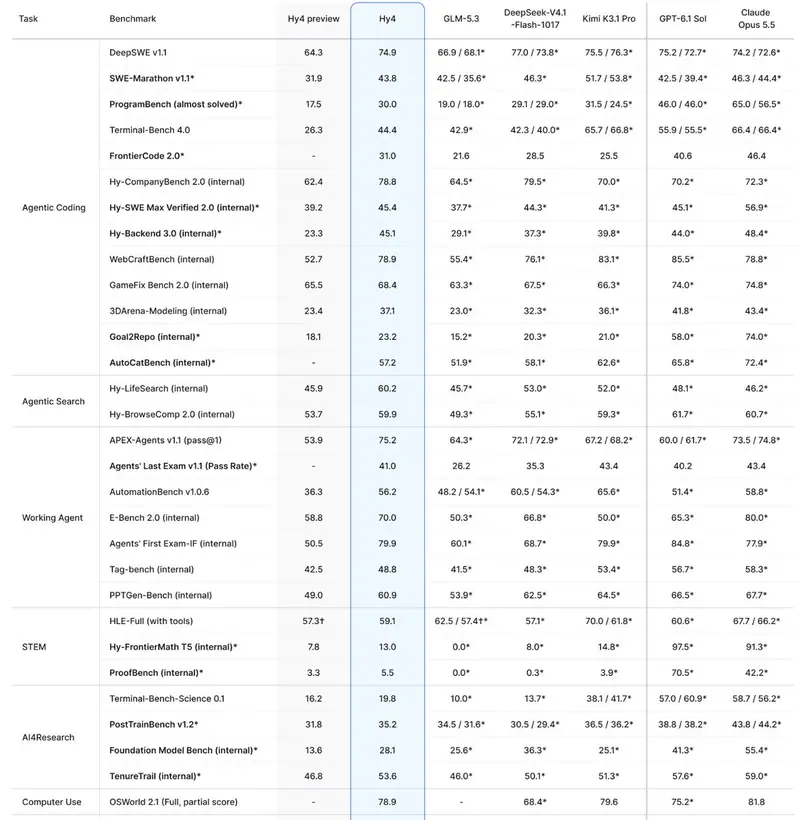 Task Benchmark Hy4 preview Hy4 GLM-5.3 DeepSeek-V4.1 -Flash-1017 Kimi K3.1 Pro GPT-6.1 Sol Claude Opus 5.5
Agentic Coding
DeepSWE v1.1 64.3 74.9 66.9 / 68.1* 77.0 / 73.8* 75.5 / 76.3* 75.2 / 72.7* 74.2 / 72.6*
SWE-Marathon v1.1* 31.9 43.8 42.5 / 35.6* 46.3* 51.7 / 53.8* 42.5 / 39.4* 46.3 / 44.4*
ProgramBench (almost solved)* 17.5 30.0 19.0 / 18.0* 29.1 / 29.0* 31.5 / 24.5* 46.0 / 46.0* 65.0 / 56.5*
Terminal-Bench 4.0 26.3 44.4 42.9* 42.3 / 40.0* 65.7 / 66.8* 55.9 / 55.5* 66.4 / 66.4*
FrontierCode 2.0* - 31.0 21.6 28.5 25.5 40.6 46.4
Hy-CompanyBench 2.0 (internal) 62.4 78.8 64.5* 79.5* 70.0* 70.2* 72.3*
Hy-SWE Max Verified 2.0 (internal)* 39.2 45.4 37.7* 44.3* 41.3* 45.1* 56.9*
Hy-Backend 3.0 (internal)* 23.3 45.1 29.1* 37.3* 39.8* 44.0* 48.4*
WebCraftBench (internal) 52.7 78.9 55.4* 76.1* 83.1* 85.5* 78.8*
GameFix Bench 2.0 (internal) 65.5 68.4 63.3* 67.5* 66.3* 74.0* 74.8*
3DArena-Modeling (internal) 23.4 37.1 23.0* 32.3* 36.1* 41.8* 43.4*
Goal2Repo (internal)* 18.1 23.2 15.2* 20.3* 21.0* 58.0* 74.0*
AutoCatBench (internal)* - 57.2 51.9* 58.1* 62.6* 65.8* 72.4*
Agentic Search
Hy-LifeSearch (internal) 45.9 60.2 45.7* 53.0* 52.0* 48.1* 46.2*
Hy-BrowseComp 2.0 (internal) 53.7 59.9 49.3* 55.1* 59.3* 61.7* 60.7*
Working Agent
APEX-Agents v1.1 (pass@1) 53.9 75.2 64.3* 72.1 / 72.9* 67.2 / 68.2* 60.0 / 61.7* 73.5 / 74.8*
Agents' Last Exam v1.1 (Pass Rate)* - 41.0 26.2 35.3 43.4 40.2 43.4
AutomationBench v1.0.6 36.3 56.2 48.2 / 54.1* 60.5 / 54.3* 65.6* 51.4* 58.8*
E-Bench 2.0 (internal) 58.8 70.0 50.3* 66.8* 50.0* 65.3* 80.0*
Agents' First Exam-IF (internal) 50.5 79.9 60.1* 68.7* 79.9* 84.8* 77.9*
Tag-bench (internal) 42.5 48.8 41.5* 48.3* 53.4* 56.7* 58.3*
PPTGen-Bench (internal) 49.0 60.9 53.9* 62.5* 64.5* 66.5* 67.7*
STEM
HLE-Full (with tools) 57.3† 59.1 62.5 / 57.4†* 57.1* 70.0 / 61.8* 60.6* 67.7 / 66.2*
Hy-FrontierMath T5 (internal)* 7.8 13.0 0.0* 8.0* 14.8* 97.5* 91.3*
ProofBench (internal)* 3.3 5.5 0.0* 0.3* 3.9* 70.5* 42.2*
AI4Research
Terminal-Bench-Science 0.1 16.2 19.8 10.0* 13.7* 38.1 / 41.7* 57.0 / 60.9* 58.7 / 56.2*
PostTrainBench v1.2* 31.8 35.2 34.5 / 31.6* 30.5 / 29.4* 36.5 / 36.2* 38.8 / 38.2* 43.8 / 44.2*
Foundation Model Bench (internal)* 13.6 28.1 25.6* 36.3* 25.1* 41.3* 55.4*
TenureTrail (internal)* 46.8 53.6 46.0* 50.1* 51.3* 57.6* 59.0*
Computer Use
OSWorld 2.1 (Full, partial score) - 78.9 - 68.4* 79.6 75.2* 81.8